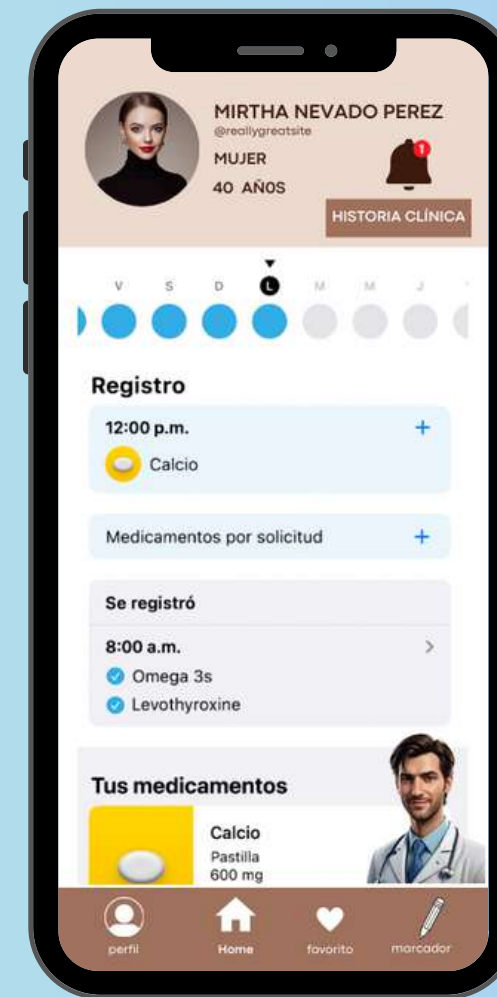 MIRTHA NEVADO PEREZ
@reallygreatsite
MUJER
1
40 AÑOS
HISTORIA CLÍNICA
V S D L M M J
Registro
12:00 p.m. +
Calcio
Medicamentos por solicitud +
Se registró
8:00 a.m.
Omega 3s
Levothyroxine
Tus medicamentos
Calcio
Pastilla
600 mg
perfil Home favorito marcador